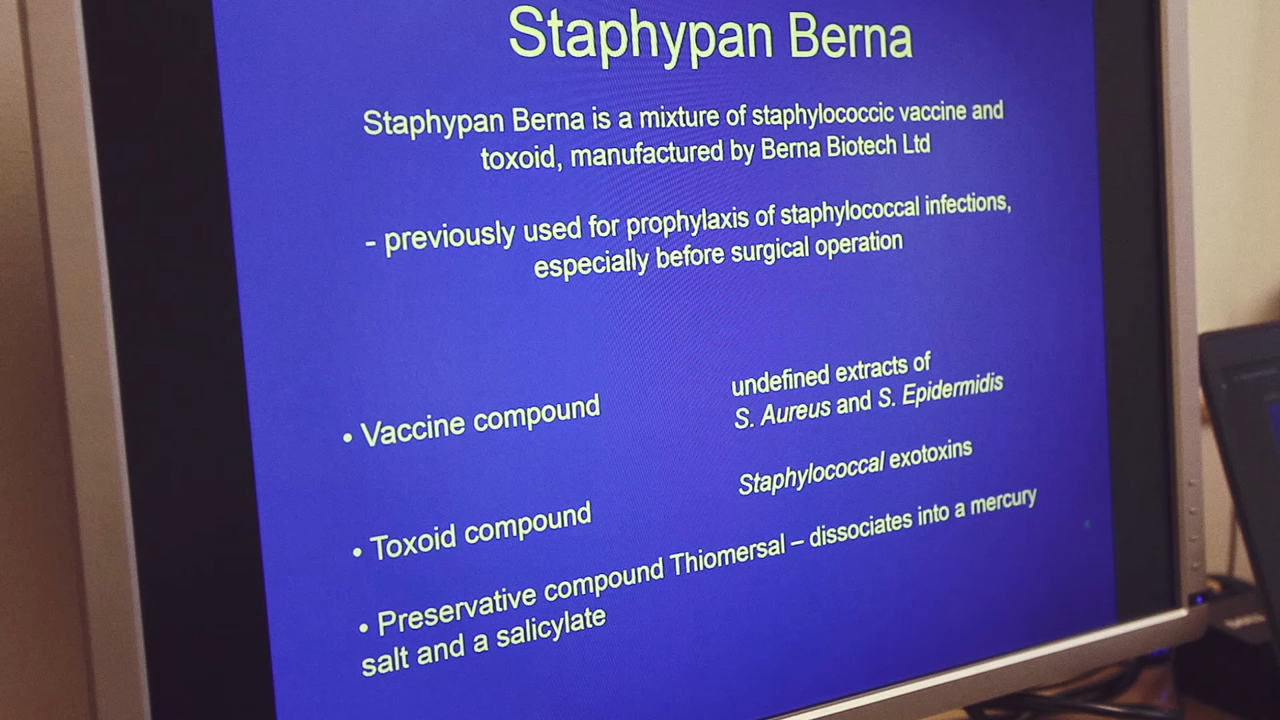 Staphypan Berna
Staphypan Berna is a mixture of staphylococcic vaccine and
toxoid, manufactured by Berna Biotech Ltd
- previously used for prophylaxis of staphylococcal infections,
especially before surgical operation
• Vaccine compound
undefined extracts of
S. Aureus and S. Epidermidis
• Toxoid compound
Staphylococcal exotoxins
• Preservative compound Thiomersal – dissociates into a mercury
salt and a salicylate